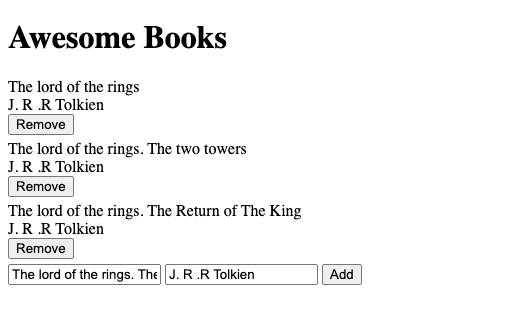 Awesome Books
The lord of the rings
J. R .R Tolkien
Remove
The lord of the rings. The two towers
J. R .R Tolkien
Remove
The lord of the rings. The Return of The King
J. R .R Tolkien
Remove
The lord of the rings. The J. R .R Tolkien Add